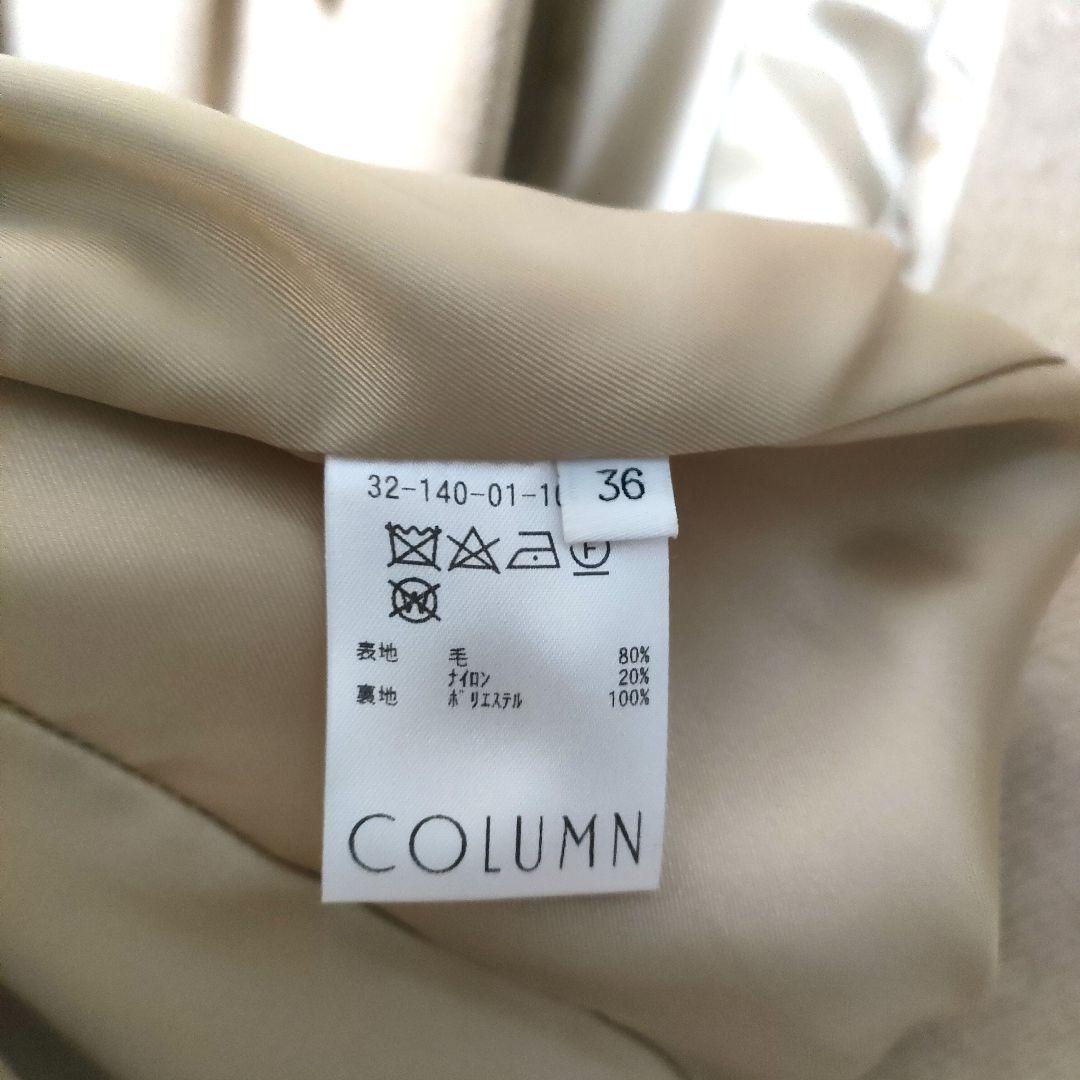 32-140-01-10
36
F
W
表地 毛 80%
ナイロン 20%
裏地 ポリエステル 100%
COLUMN